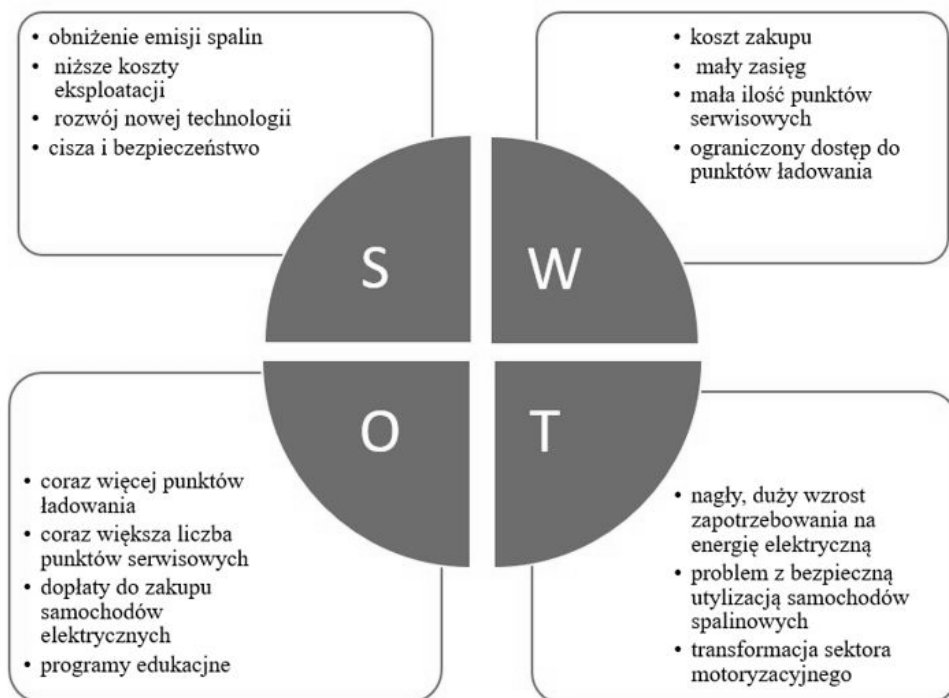 obniżenie emisji spalin
niższe koszty
eksploatacji
rozwój nowej technologii
cisza i bezpieczeństwo
koszt zakupu
mały zasięg
mała ilość punktów
serwisowych
ograniczony dostęp do
punktów ładowania
S
W
O
T
coraz więcej punktów
ładowania
coraz większa liczba
punktów serwisowych
dopłaty do zakupu
samochodów
elektrycznych
programy edukacjne
nagły, duży wzrost
zapotrzebowania na
energię elektryczną
problem z bezpieczną
utylizacją samochodów
spalinowych
transformacja sektora
motoryzacyjnego